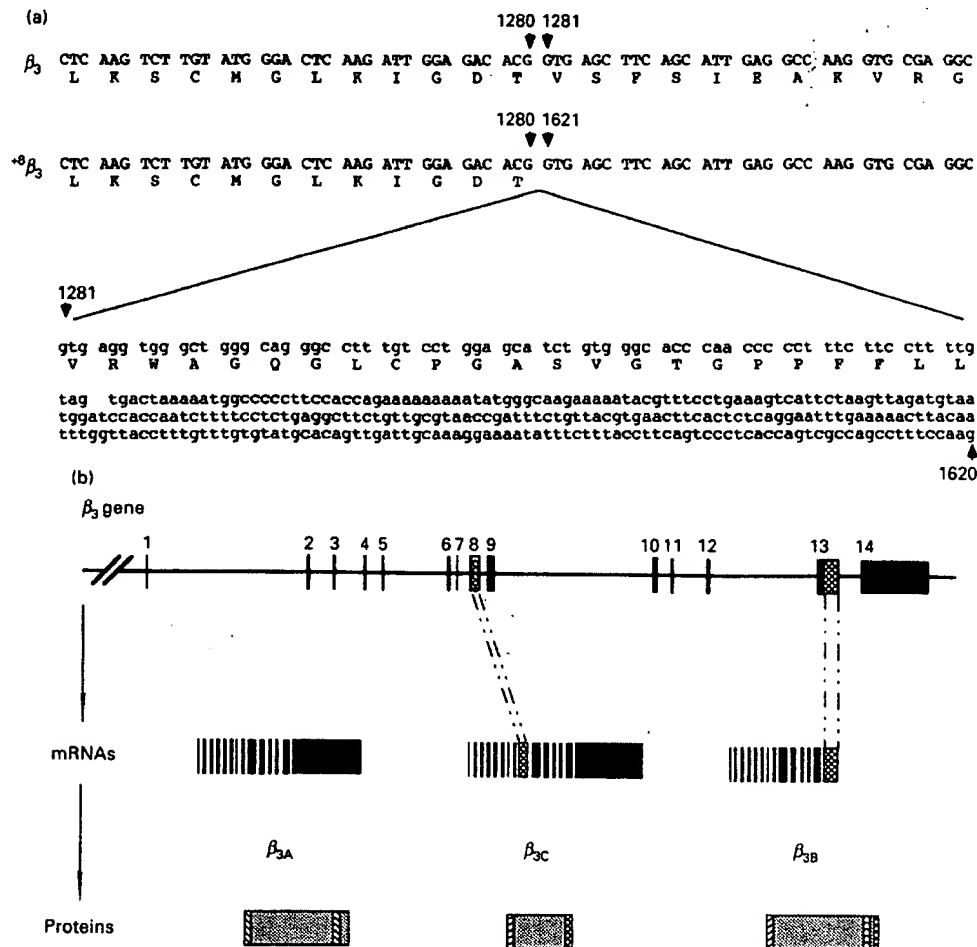 (a)
1280 1281
β3 CTC AAG TCT TGT ATG GGA CTC AAG ATT GGA GAC ACG GTG AGC TTC AGC ATT GAG GCC AAG GTG CGA GGC
L K S C M G L K I G D T V S F S I E A K V R G
1280 1621
+8β3 CTC AAG TCT TGT ATG GGA CTC AAG ATT GGA GAC ACG GTG AGC TTC AGC ATT GAG GCC AAG GTG CGA GGC
L K S C M G L K I G D T
1281
gtg agg tgg gct ggg cag ggc ctt tgt cct gga gca tct gtg ggc acc caa ccc cct ttc ttc ctt ttg
V R W A G Q G L C P G A S V G T G P P F F L L
tag tgactaaaaatggcccccttccaccagaaaaaaaaaatatgggcaagaaaaatacgtttcctgaaagtcattctaagttagatgtaa
tggatccaccaatcttttcctctgaggcttctgttgcgtaaccgatttctgttacgtgaacttcactctcaggaatttgaaaaacttacaa
tttggttacctttgtttgtgtatgcacagttgattgcaaaggaaaatatttctttaccttcagtccctcaccagtcgccagcctttccaag
1620
(b)
β3 gene
1 2 3 4 5 6 7 8 9 10 11 12 13 14
mRNAs
β3A β3C β3B
Proteins